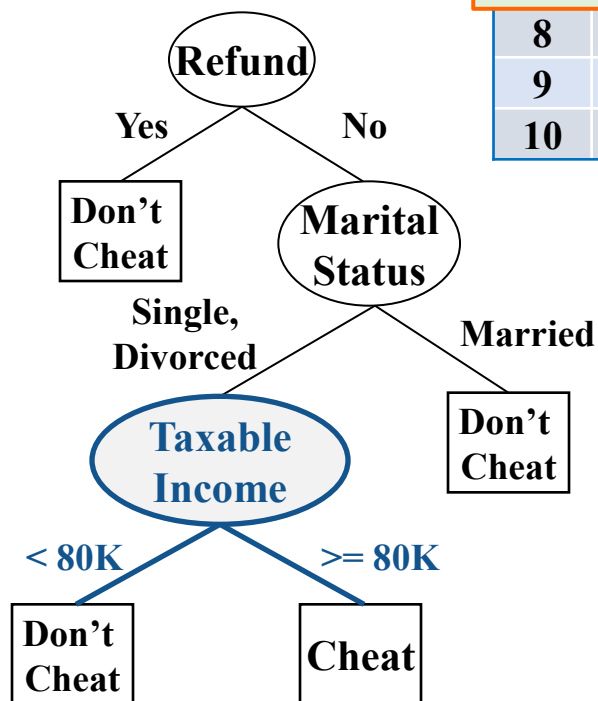 Refund
8
9
10
Yes
No
Don't
Cheat
Marital
Status
Single,
Divorced
Married
Taxable
Income
Don't
Cheat
< 80K
>= 80K
Don't
Cheat
Cheat